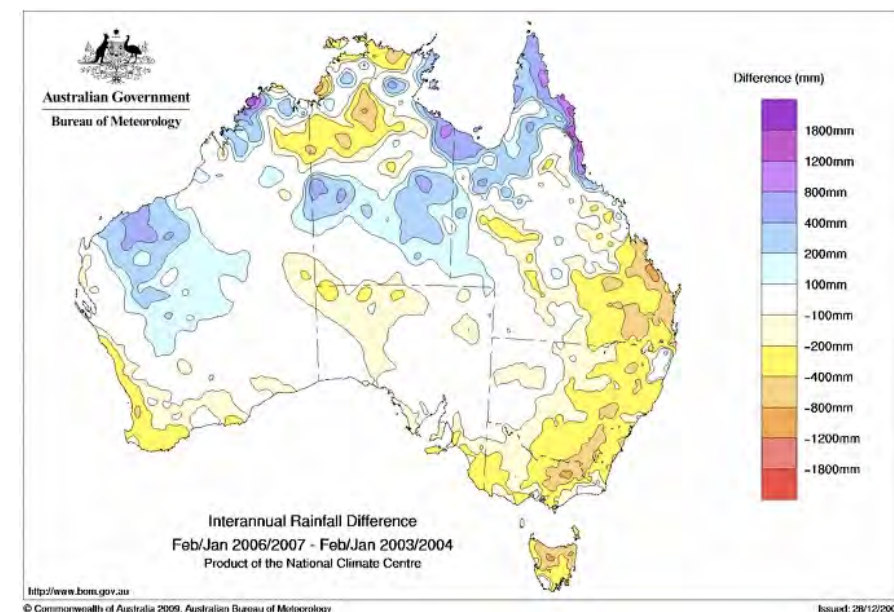 Australian Government
Bureau of Meteorology
Difference (mm)
1800mm
1200mm
800mm
400mm
200mm
100mm
-100mm
-200mm
-400mm
-800mm
-1200mm
-1800mm
Interannual Rainfall Difference
Feb/Jan 2006/2007 - Feb/Jan 2003/2004
Product of the National Climate Centre
http://www.bom.gov.au
© Commonwealth of Australia 2009, Australian Bureau of Meteorology
Issued: